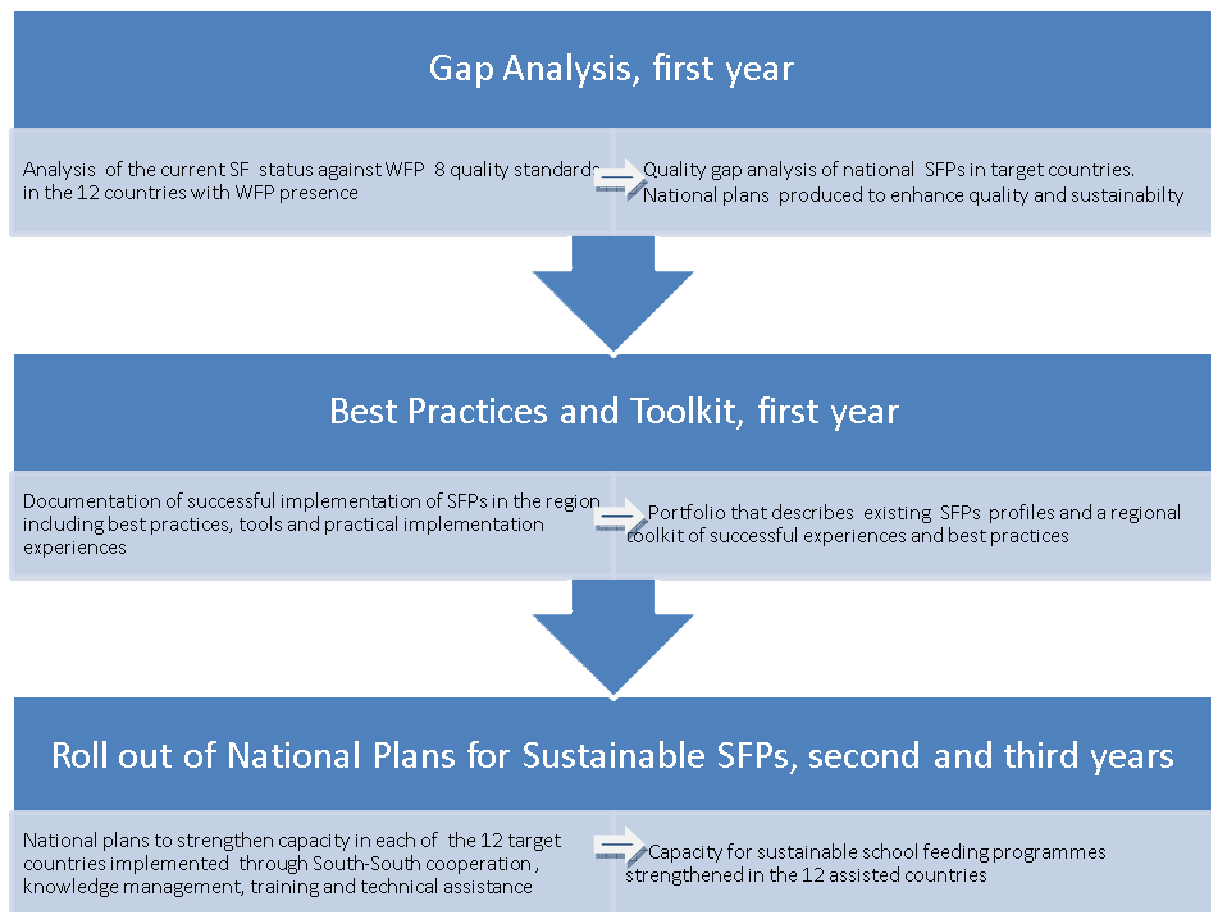 Gap Analysis, first year
Analysis of the current SF status against WFP 8 quality standards
in the 12 countries with WFP presence
Quality gap analysis of national SFPs in target countries.
National plans produced to enhance quality and sustainabilty
Best Practices and Toolkit, first year
Documentation of successful implementation of SFPs in the region
including best practices, tools and practical implementation
experiences
Portfolio that describes existing SFPs profiles and a regional
toolkit of successful experiences and best practices
Roll out of National Plans for Sustainable SFPs, second and third years
National plans to strengthen capacity in each of the 12 target
countries implemented through South-South cooperation,
knowledge management, training and technical assistance
Capacity for sustainable school feeding programmes
strengthened in the 12 assisted countries